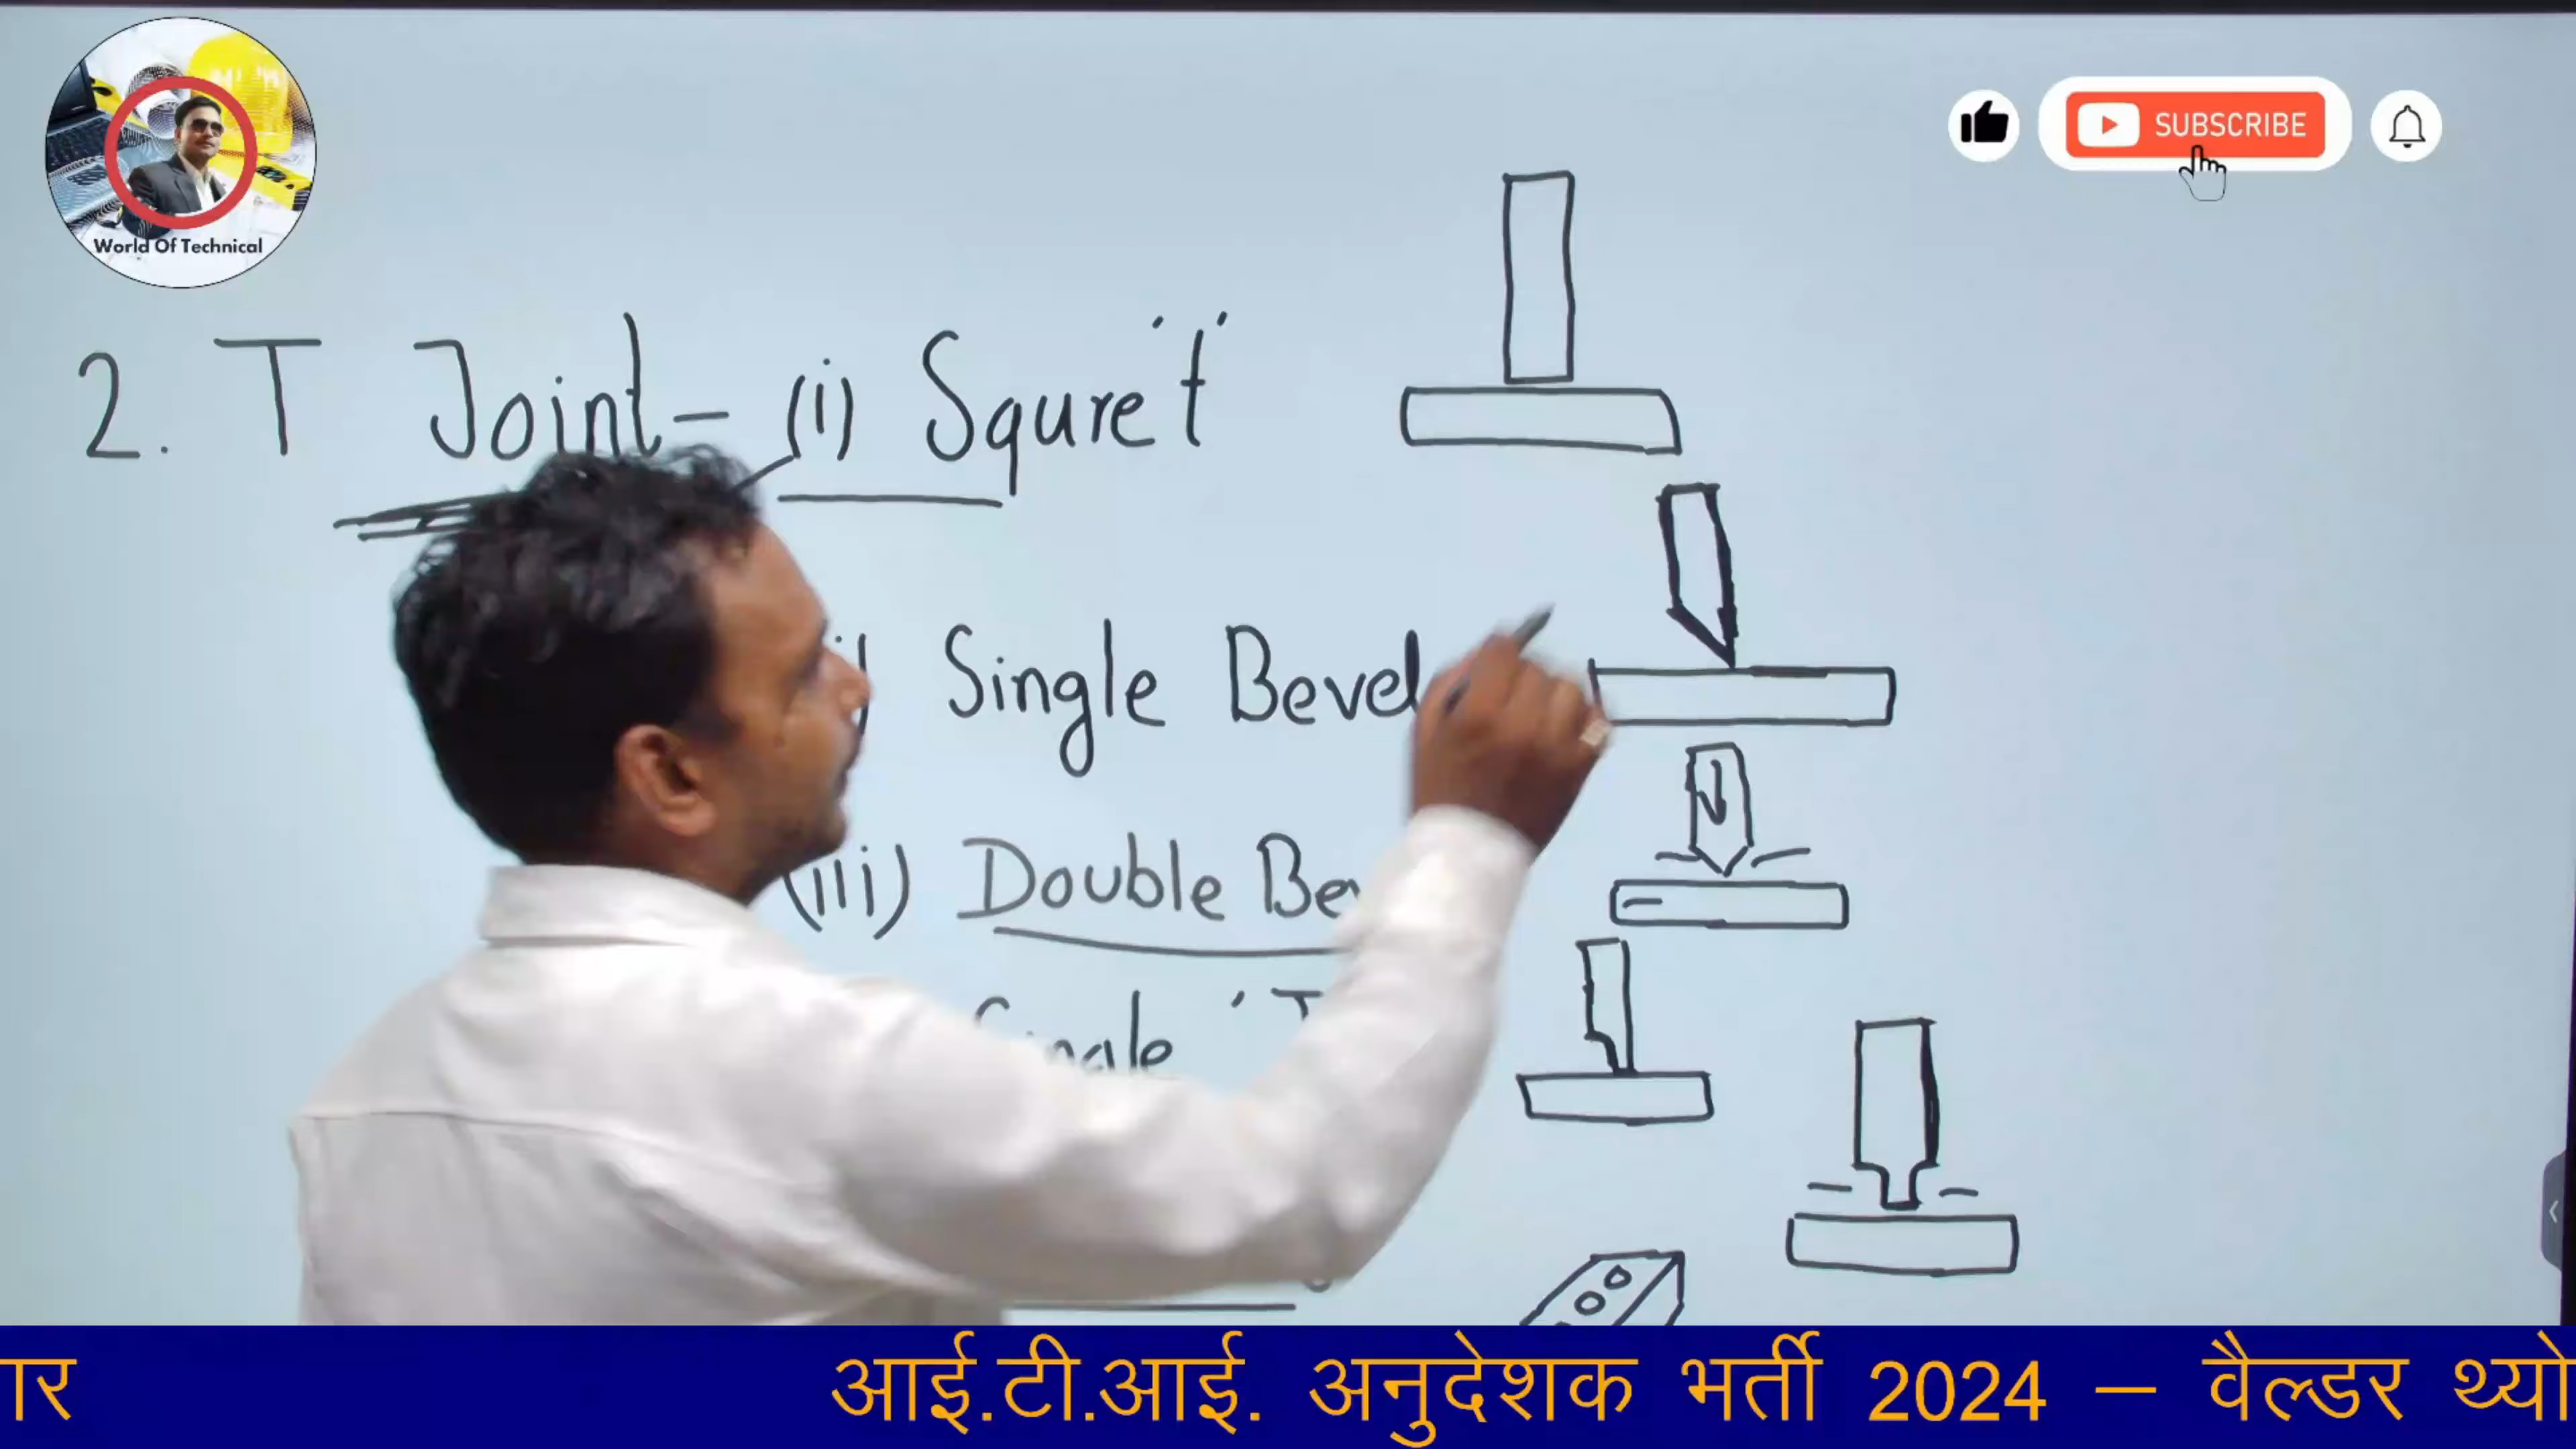 World Of Technical
SUBSCRIBE
2. T Joint - (i) Squre 't'
Single Bevel
(iii) Double Be
Single
आई.टी.आई. अनुदेशक भर्ती 2024 – वैल्डर थ्यो